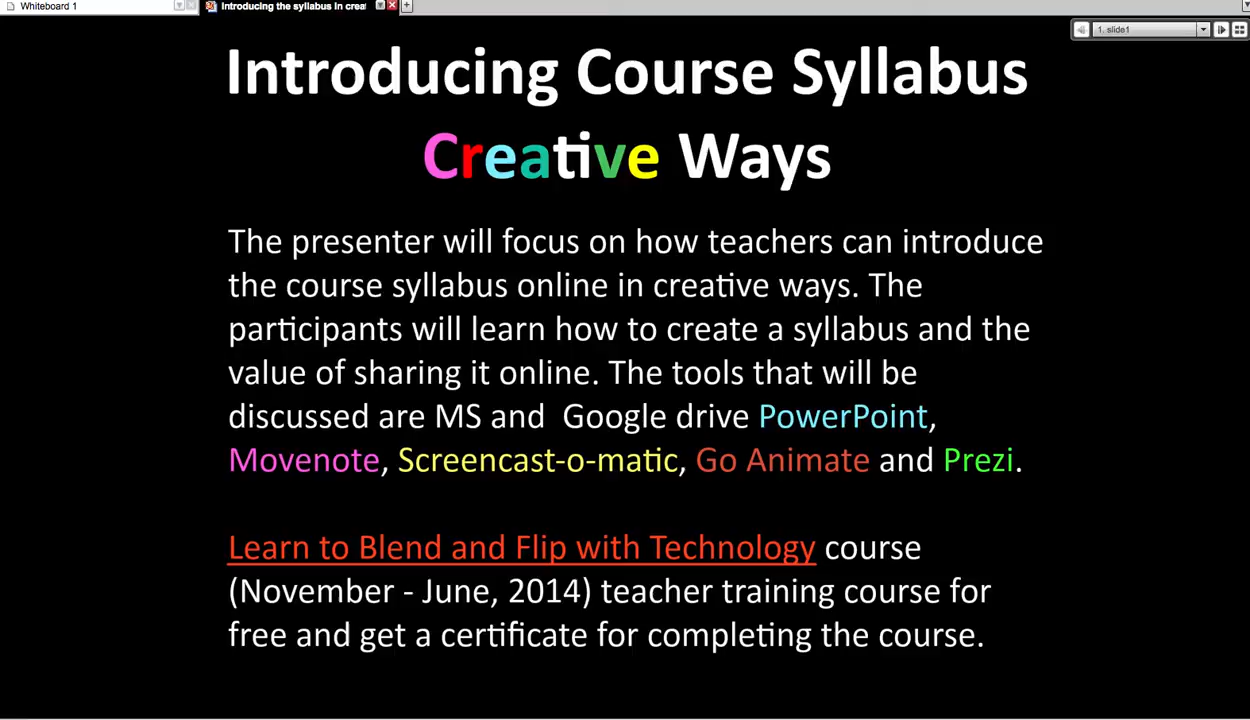 Whiteboard 1
Introducing the syllabus in crea
1. slide1
Introducing Course Syllabus
Creative Ways
The presenter will focus on how teachers can introduce
the course syllabus online in creative ways. The
participants will learn how to create a syllabus and the
value of sharing it online. The tools that will be
discussed are MS and  Google drive PowerPoint,
Movenote, Screencast-o-matic, Go Animate and Prezi.
Learn to Blend and Flip with Technology course
(November - June, 2014) teacher training course for
free and get a certificate for completing the course.